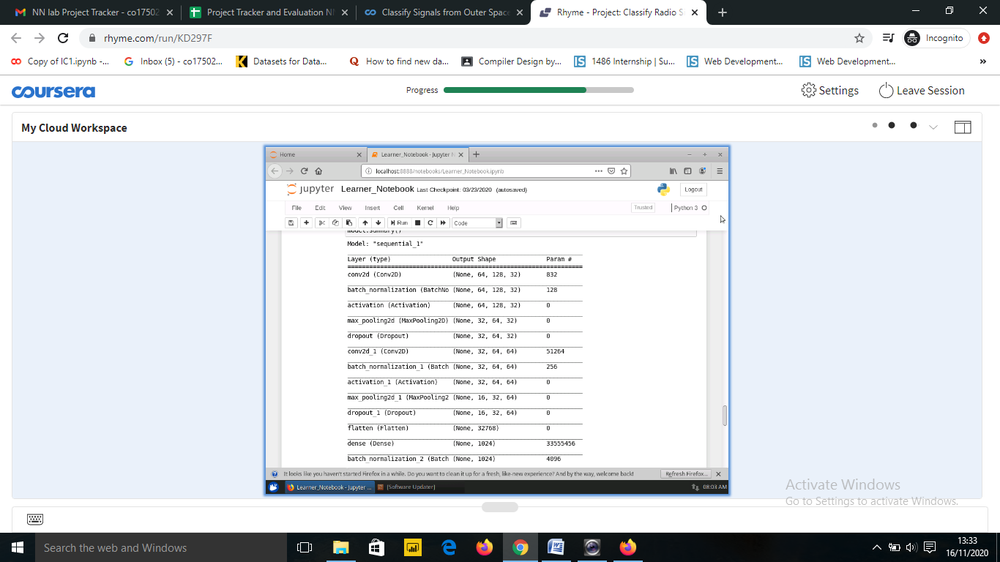 NN lab Project Tracker - co17502
Project Tracker and Evaluation NN
Classify Signals from Outer Space
Rhyme - Project: Classify Radio S
rhyme.com/run/KD297F
Incognito
Copy of IC1.ipynb -...
Inbox (5) - co17502...
Datasets for Data...
How to find new da...
Compiler Design by...
1486 Internship | Su...
Web Development...
Web Development...
coursera
Progress
Settings
Leave Session
My Cloud Workspace
Home
Learner_Notebook - Jupyter N
localhost:8888/notebooks/Learner_Notebook.ipynb
jupyter Learner_Notebook Last Checkpoint: 03/23/2020 (autosaved)
Logout
File Edit View Insert Cell Kernel Help
Trusted
Python 3
Run
Code
model.summary()
Model: "sequential_1"
Layer (type) Output Shape Param #
conv2d (Conv2D) (None, 64, 128, 32) 832
batch_normalization (BatchNo (None, 64, 128, 32) 128
activation (Activation) (None, 64, 128, 32) 0
max_pooling2d (MaxPooling2D) (None, 32, 64, 32) 0
dropout (Dropout) (None, 32, 64, 32) 0
conv2d_1 (Conv2D) (None, 32, 64, 64) 51264
batch_normalization_1 (Batch (None, 32, 64, 64) 256
activation_1 (Activation) (None, 32, 64, 64) 0
max_pooling2d_1 (MaxPooling2 (None, 16, 32, 64) 0
dropout_1 (Dropout) (None, 16, 32, 64) 0
flatten (Flatten) (None, 32768) 0
dense (Dense) (None, 1024) 33555456
batch_normalization_2 (Batch (None, 1024) 4096
It looks like you haven't started Firefox in a while. Do you want to clean it up for a fresh, like-new experience? And by the way, welcome back!
Refresh Firefox...
Learner_Notebook - Jupyter ...
[Software Updater]
08:03 AM
Activate Windows
Go to Settings to activate Windows.
Search the web and Windows
13:33
16/11/2020